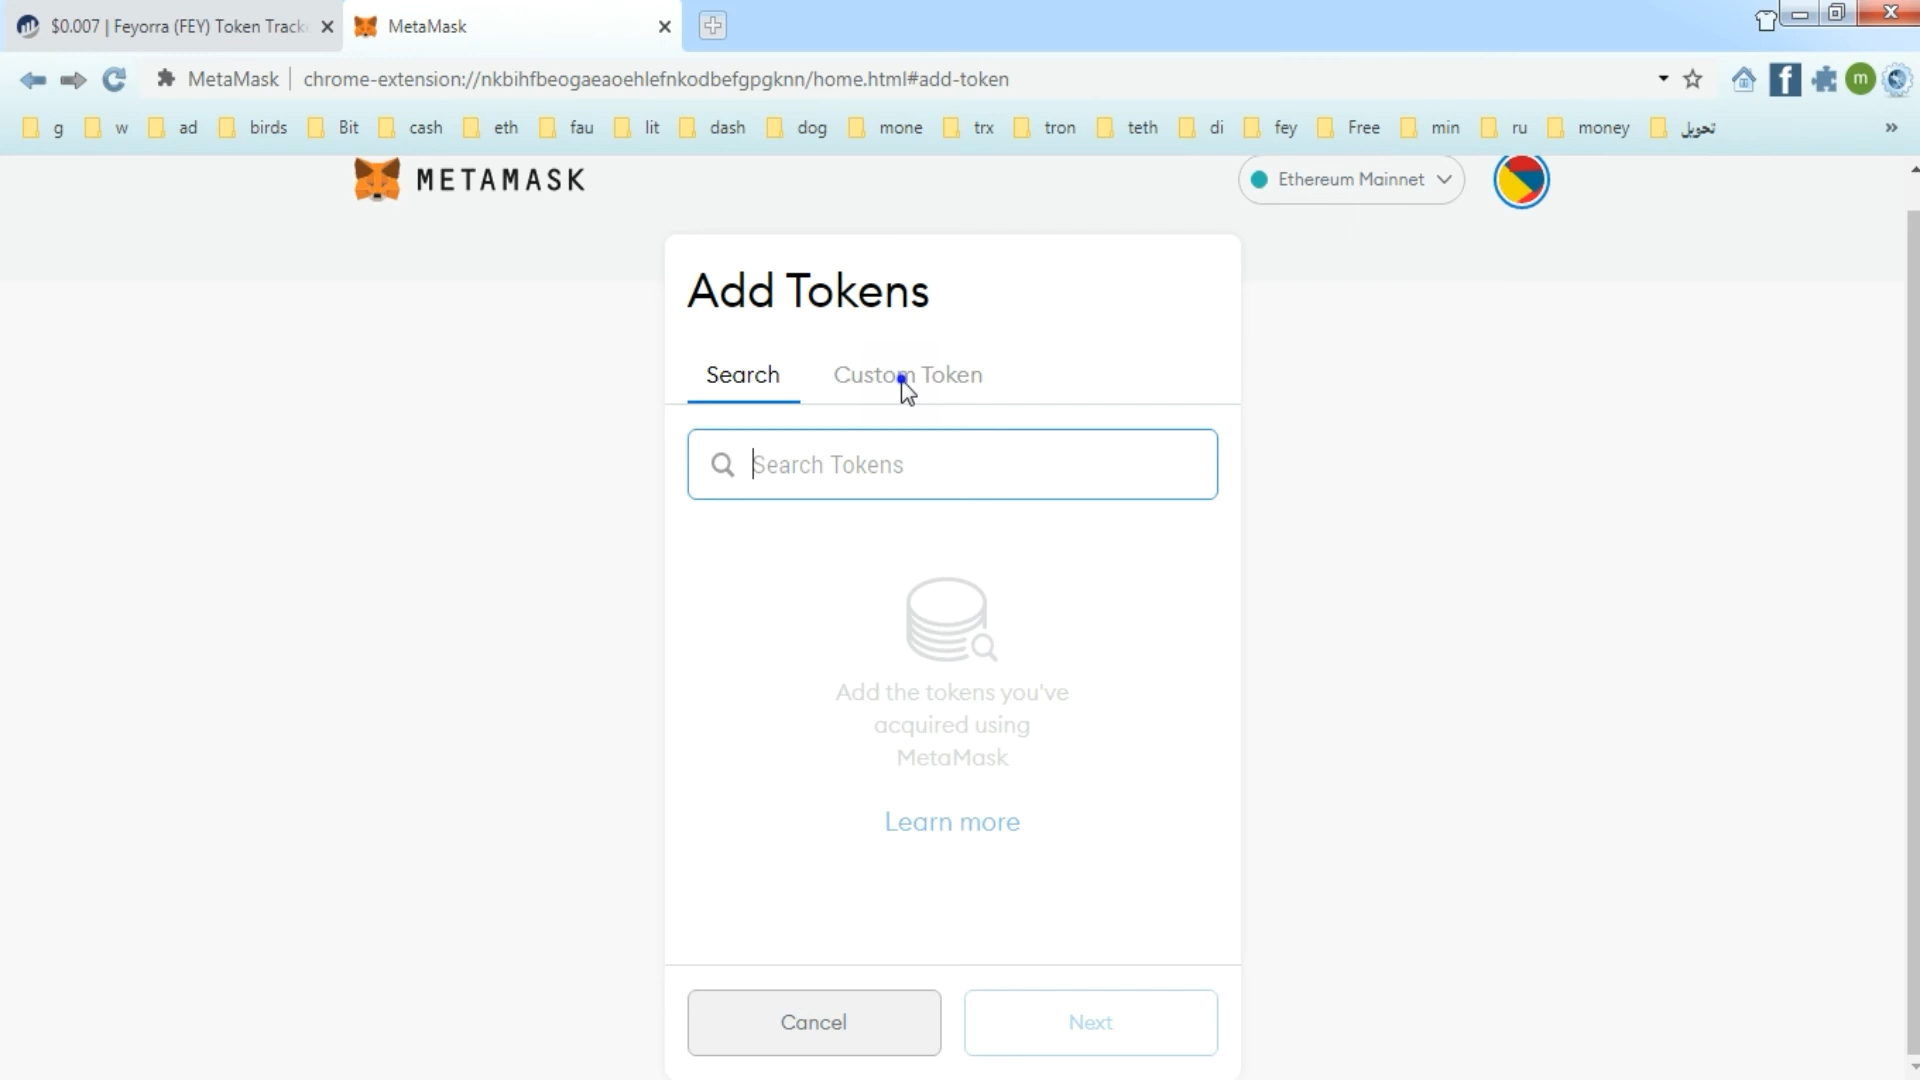 $0.007 | Feyorra (FEY) Token Track
MetaMask
MetaMask
chrome-extension://nkbihfbeogaeaoehlefnkodbefgpgknn/home.html#add-token
f
m
g
w
ad
birds
Bit
cash
eth
fau
lit
dash
dog
mone
trx
tron
teth
di
fey
Free
min
ru
money
تحويل
»
METAMASK
Ethereum Mainnet
Add Tokens
Search
Custom Token
Search Tokens
Add the tokens you've
acquired using
MetaMask
Learn more
Cancel
Next